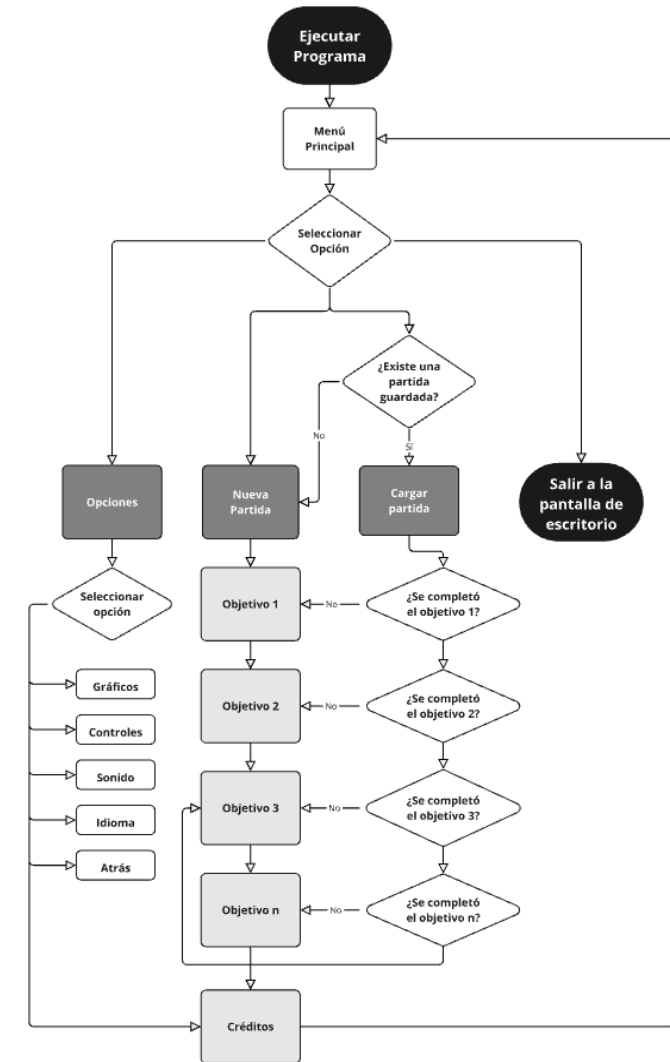 Ejecutar
Programa
Menú
Principal
Seleccionar
Opción
¿Existe una
partida
guardada?
No
Sí
Opciones
Nueva
Partida
Cargar
partida
Salir a la
pantalla de
escritorio
Seleccionar
opción
Objetivo 1
No
¿Se completó
el objetivo 1?
Gráficos
Objetivo 2
No
¿Se completó
el objetivo 2?
Controles
Sonido
Objetivo 3
No
¿Se completó
el objetivo 3?
Idioma
Atrás
Objetivo n
No
¿Se completó
el objetivo n?
Créditos